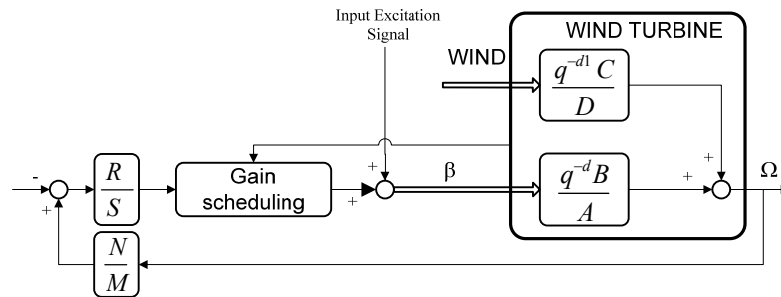 Input Excitation
Signal
WIND TURBINE
WIND
q^{-d1} C
D
-
R
S
Gain
scheduling
+
+
+
β
q^{-d} B
A
+
+
Ω
N
M